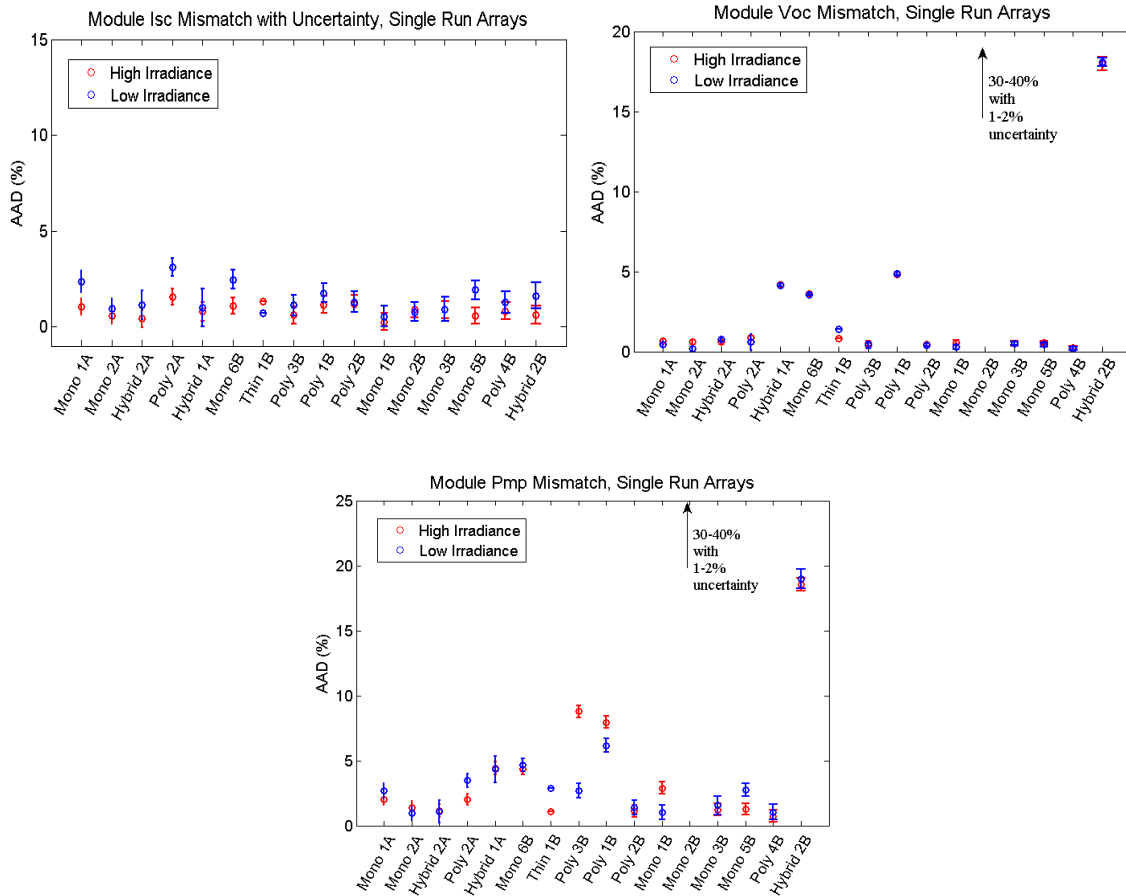 Module Isc Mismatch with Uncertainty, Single Run Arrays
15
10
5
0
AAD (%)
High Irradiance
Low Irradiance
Mono 1A
Mono 2A
Hybrid 2A
Poly 2A
Hybrid 1A
Mono 6B
Thin 1B
Poly 3B
Poly 1B
Poly 2B
Mono 1B
Mono 2B
Mono 3B
Mono 5B
Poly 4B
Hybrid 2B
Module Voc Mismatch, Single Run Arrays
20
15
10
5
0
AAD (%)
High Irradiance
Low Irradiance
30-40%
with
1-2%
uncertainty
Mono 1A
Mono 2A
Hybrid 2A
Poly 2A
Hybrid 1A
Mono 6B
Thin 1B
Poly 3B
Poly 1B
Poly 2B
Mono 1B
Mono 2B
Mono 3B
Mono 5B
Poly 4B
Hybrid 2B
Module Pmp Mismatch, Single Run Arrays
25
20
15
10
5
0
AAD (%)
High Irradiance
Low Irradiance
30-40%
with
1-2%
uncertainty
Mono 1A
Mono 2A
Hybrid 2A
Poly 2A
Hybrid 1A
Mono 6B
Thin 1B
Poly 3B
Poly 1B
Poly 2B
Mono 1B
Mono 2B
Mono 3B
Mono 5B
Poly 4B
Hybrid 2B